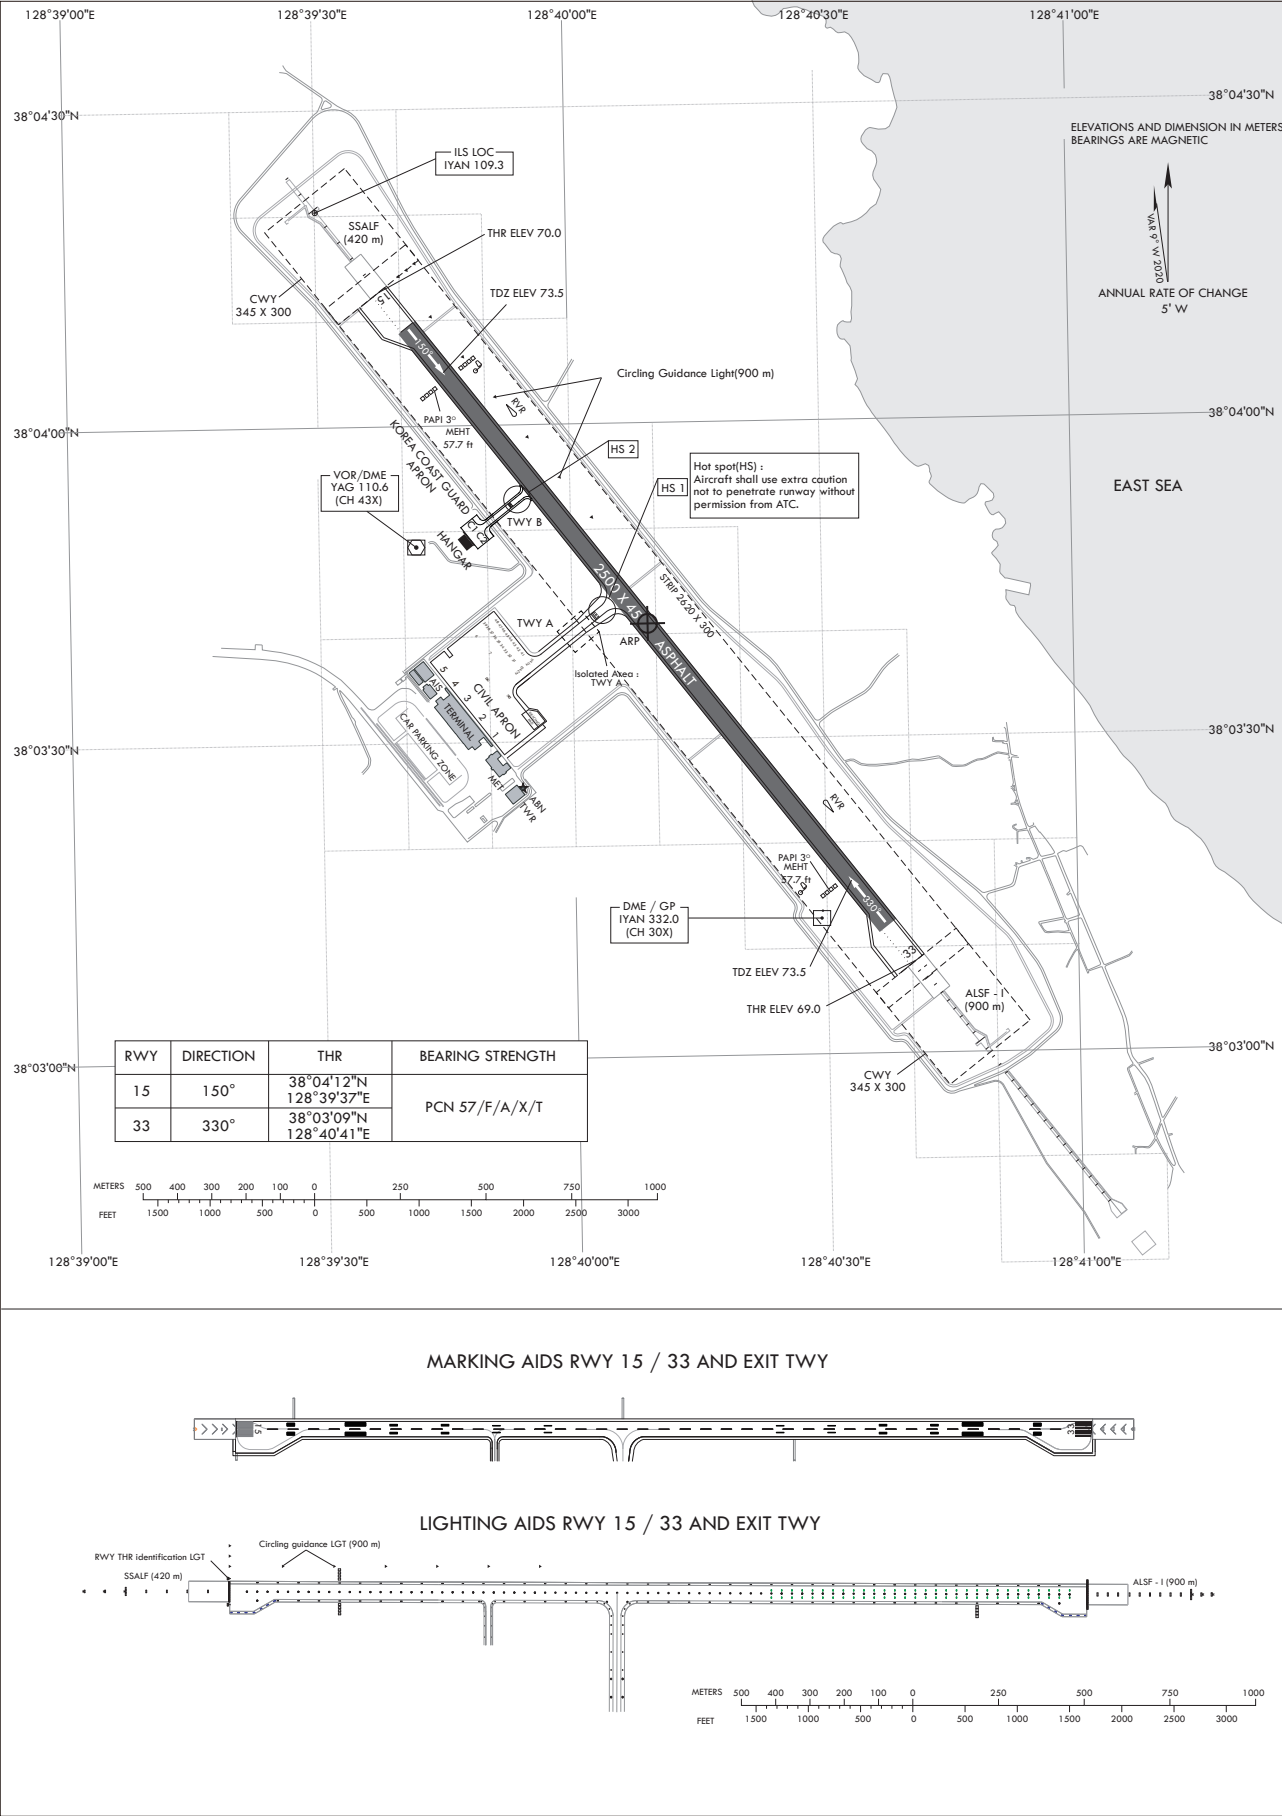 128°39'00"E
128°39'30"E
128°40'00"E
128°40'30"E
128°41'00"E
38°04'30"N
38°04'30"N
ELEVATIONS AND DIMENSION IN METERS
BEARINGS ARE MAGNETIC
VAR 9° W 2020
ANNUAL RATE OF CHANGE
5' W
ILS LOC
IYAN 109.3
SSALF
(420 m)
THR ELEV 70.0
CWY
345 X 300
TDZ ELEV 73.5
15
150°
Circling Guidance Light(900 m)
RVR
PAPI 3°
MEHT
57.7 ft
38°04'00"N
38°04'00"N
KOREA COAST GUARD
APRON
HS 2
VOR/DME
YAG 110.6
(CH 43X)
HS 1
Hot spot(HS) :
Aircraft shall use extra caution
not to penetrate runway without
permission from ATC.
EAST SEA
C1
C2
TWY B
HANGAR
2500 X 45
ASPHALT
STRIP 2620 X 300
TWY A
ARP
Isolated Area :
TWY A
5
4
3
2
1
CIVIL APRON
AIS
TERMINAL
CAR PARKING ZONE
MET
ABN
TWR
38°03'30"N
38°03'30"N
RVR
PAPI 3°
MEHT
57.7 ft
330°
33
DME / GP
IYAN 332.0
(CH 30X)
TDZ ELEV 73.5
THR ELEV 69.0
ALSF - I
(900 m)
CWY
345 X 300
38°03'00"N
38°03'00"N
RWY DIRECTION THR BEARING STRENGTH
15 150° 38°04'12"N 128°39'37"E PCN 57/F/A/X/T
33 330° 38°03'09"N 128°40'41"E
METERS 500 400 300 200 100 0 250 500 750 1000
FEET 1500 1000 500 0 500 1000 1500 2000 2500 3000
128°39'00"E
128°39'30"E
128°40'00"E
128°40'30"E
128°41'00"E
MARKING AIDS RWY 15 / 33 AND EXIT TWY
15
33
LIGHTING AIDS RWY 15 / 33 AND EXIT TWY
Circling guidance LGT (900 m)
RWY THR identification LGT
SSALF (420 m)
ALSF - I (900 m)
METERS 500 400 300 200 100 0 250 500 750 1000
FEET 1500 1000 500 0 500 1000 1500 2000 2500 3000